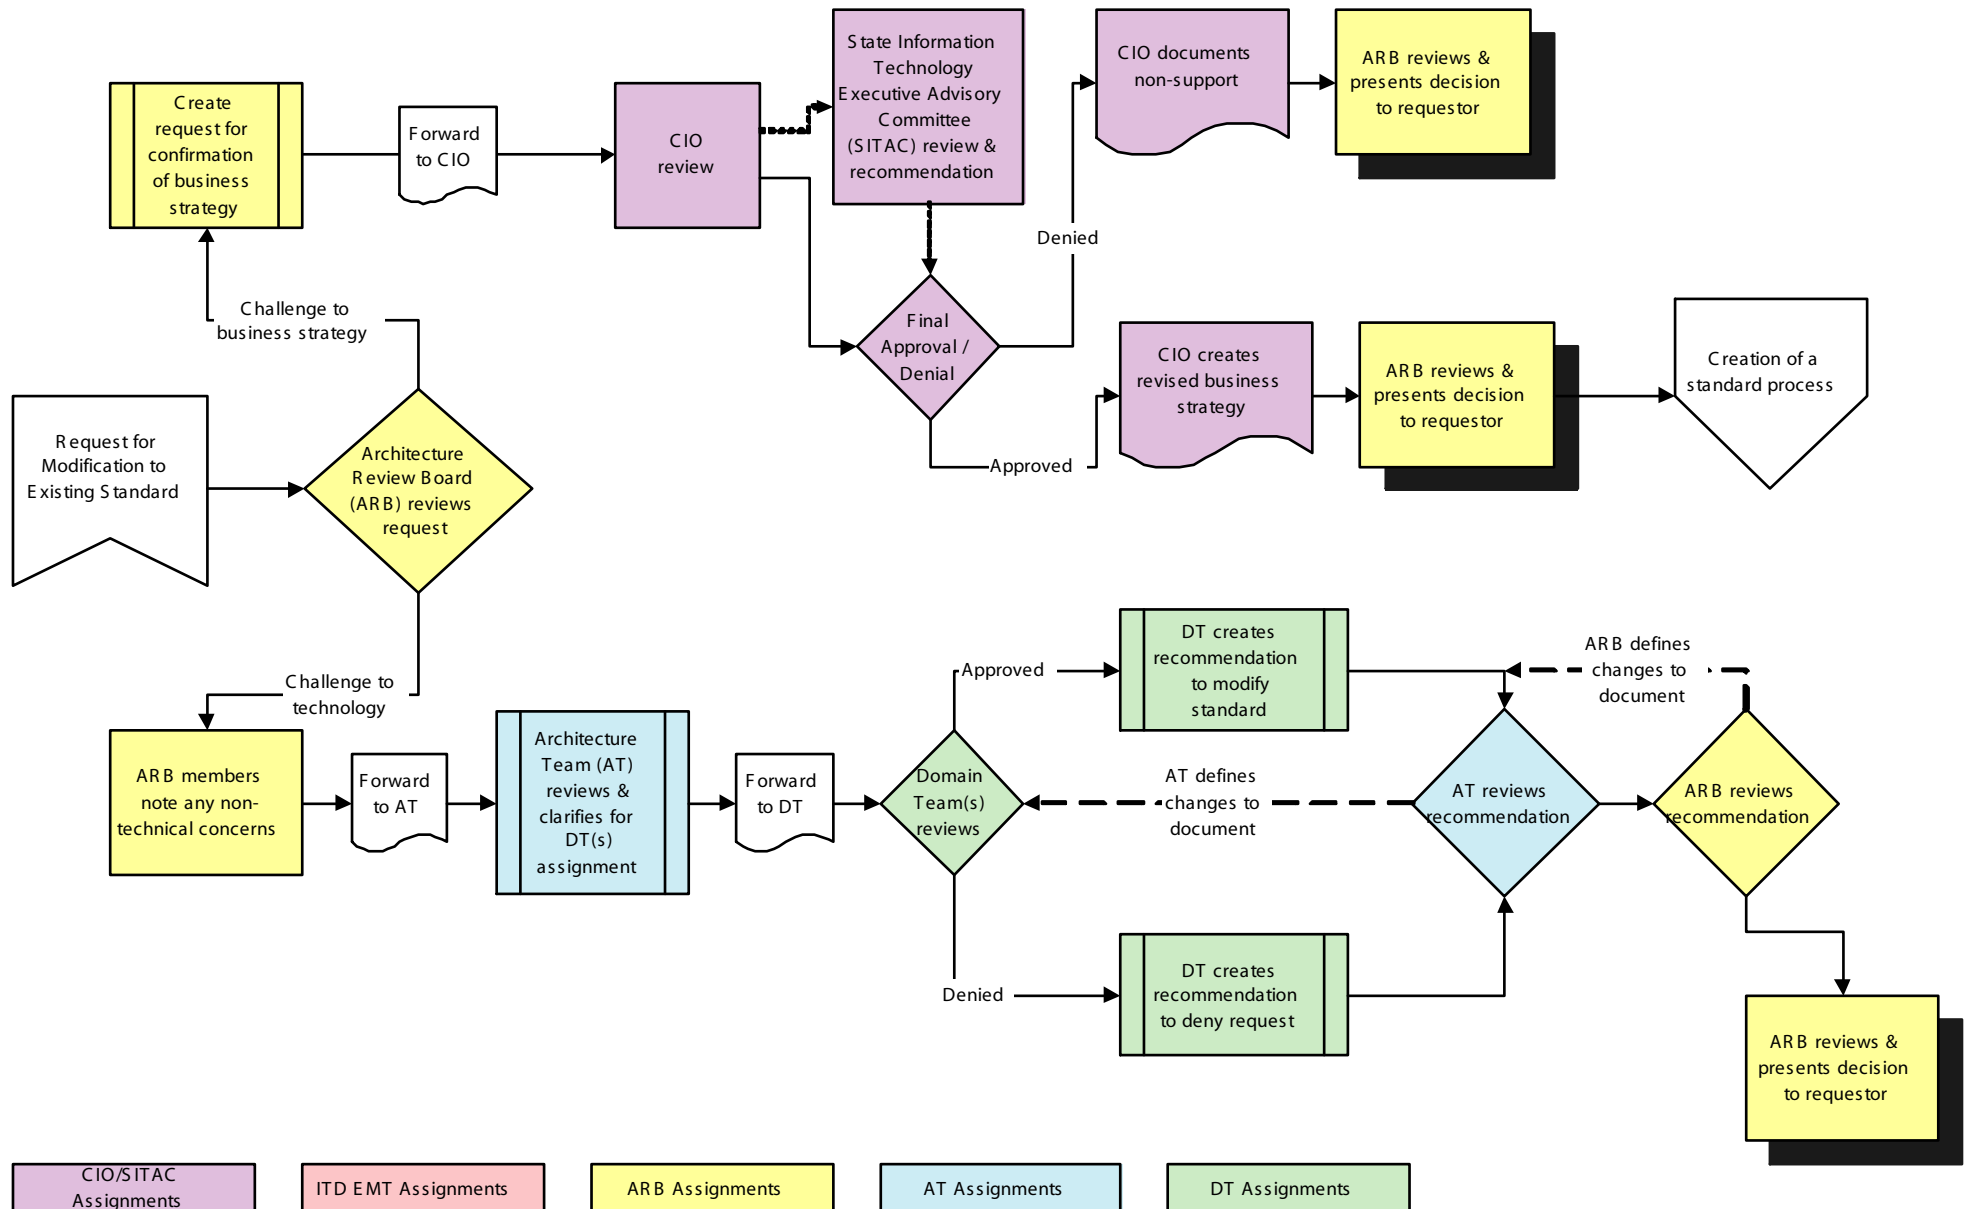 State Information
Technology
Executive Advisory
Committee
(SITAC) review &
recommendation
CIO documents
non-support
ARB reviews &
presents decision
to requestor
Create
request for
confirmation
of business
strategy
Forward
to CIO
CIO
review
Denied
Challenge to
business strategy
Final
Approval /
Denial
CIO creates
revised business
strategy
ARB reviews &
presents decision
to requestor
Creation of a
standard process
Request for
Modification to
Existing Standard
Architecture
Review Board
(ARB) reviews
request
Approved
Challenge to
technology
Approved
DT creates
recommendation
to modify
standard
ARB defines
changes to
document
ARB members
note any non-
technical concerns
Forward
to AT
Architecture
Team (AT)
reviews &
clarifies for
DT(s)
assignment
Forward
to DT
Domain
Team(s)
reviews
AT defines
changes to
document
AT reviews
recommendation
ARB reviews
recommendation
Denied
DT creates
recommendation
to deny request
ARB reviews &
presents decision
to requestor
CIO/SITAC
Assignments
ITD EMT Assignments
ARB Assignments
AT Assignments
DT Assignments